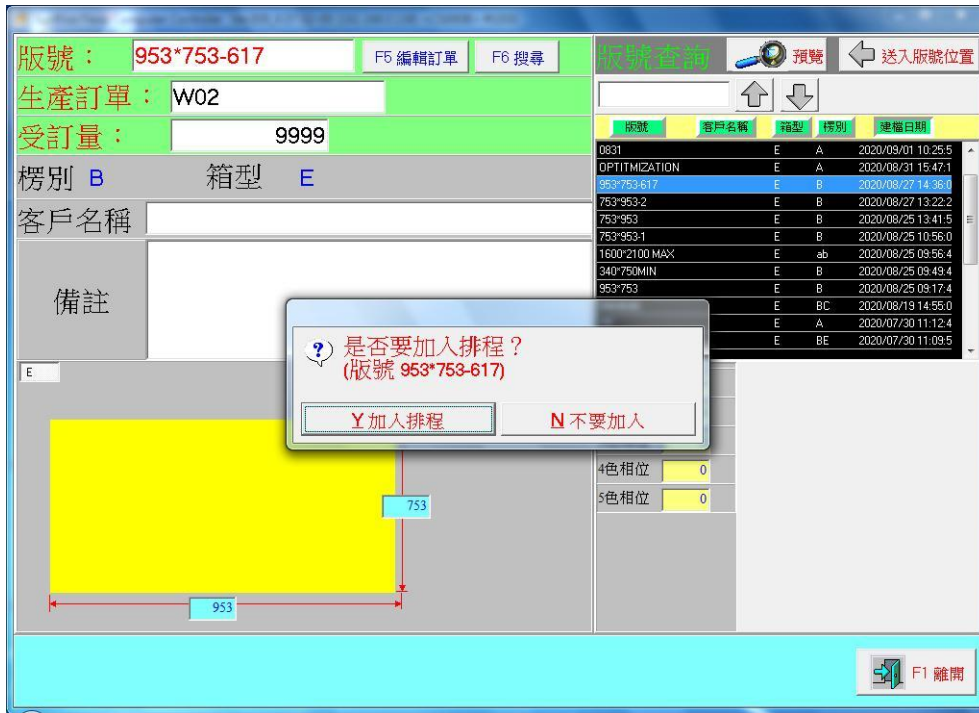 版號： 953*753-617 F5 編輯訂單 F6 搜尋
生產訂單： W02
受訂量： 9999
楞別 B 箱型 E
客戶名稱
備註
版號查詢 預覽 送入版號位置
版號 客戶名稱 箱型 楞別 建檔日期
0831 E A 2020/09/01 10:25:5
OPTITMIZATION E A 2020/08/31 15:47:1
953*753-617 E B 2020/08/27 14:36:0
753*953-2 E B 2020/08/27 13:22:2
753*953 E B 2020/08/25 13:41:5
753*953-1 E B 2020/08/25 10:56:0
1600*2100 MAX E ab 2020/08/25 09:56:4
340*750MIN E B 2020/08/25 09:49:4
953*753 E B 2020/08/25 09:17:4
E BC 2020/08/19 14:55:0
E A 2020/07/30 11:12:4
E BE 2020/07/30 11:09:5
是否要加入排程？
(版號 953*753-617)
Y 加入排程 N 不要加入
E
4色相位 0
5色相位 0
753
953
F1 離開